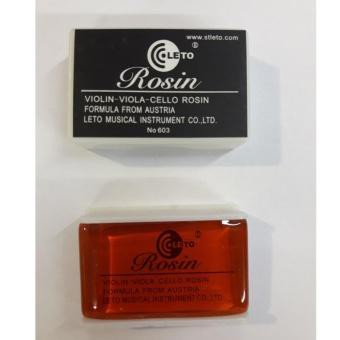 www.stleto.com
LETO ®
Rosin
VIOLIN-VIOLA-CELLO ROSIN
FORMULA FROM AUSTRIA
LETO MUSICAL INSTRUMENT CO.,LTD.
No 603
LETO ®
Rosin
VIOLIN-VIOLA-CELLO ROSIN
FORMULA FROM AUSTRIA
LETO MUSICAL INSTRUMENT CO.,LTD